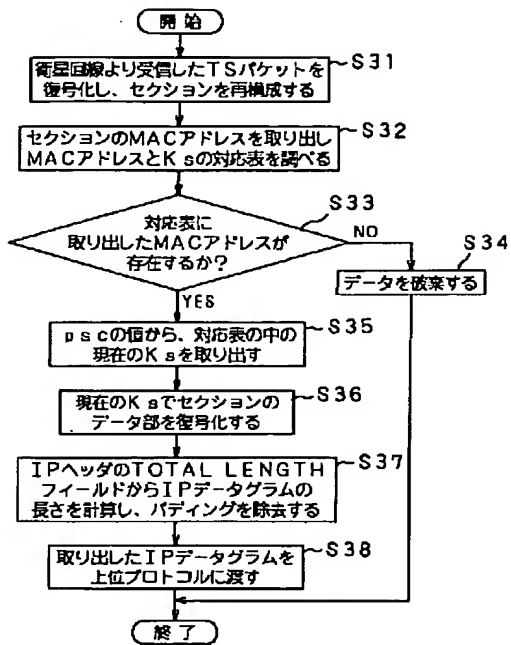 開始
衛星回線より受信したTSパケットを
復号化し、セクションを再構成する
S31
セクションのMACアドレスを取り出し
MACアドレスとKsの対応表を調べる
S32
対応表に
取り出したMACアドレスが
存在するか?
S33
NO
S34
データを破棄する
YES
pscの値から、対応表の中の
現在のKsを取り出す
S35
現在のKsでセクションの
データ部を復号化する
S36
IPヘッダのTOTAL LENGTH
フィールドからIPデータグラムの
長さを計算し、パディングを除去する
S37
取り出したIPデータグラムを
上位プロトコルに渡す
S38
終了